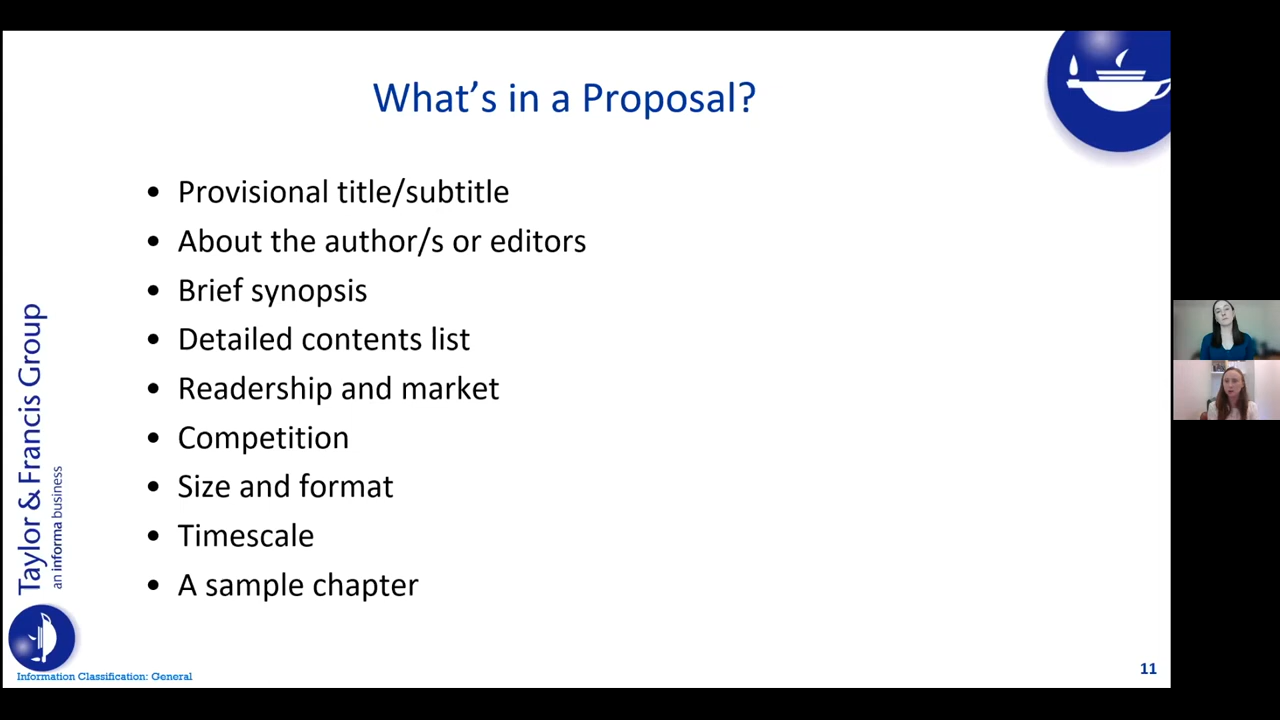 What's in a Proposal?
• Provisional title/subtitle
• About the author/s or editors
• Brief synopsis
• Detailed contents list
• Readership and market
• Competition
• Size and format
• Timescale
• A sample chapter
Taylor & Francis Group
an informa business
Information Classification: General
11